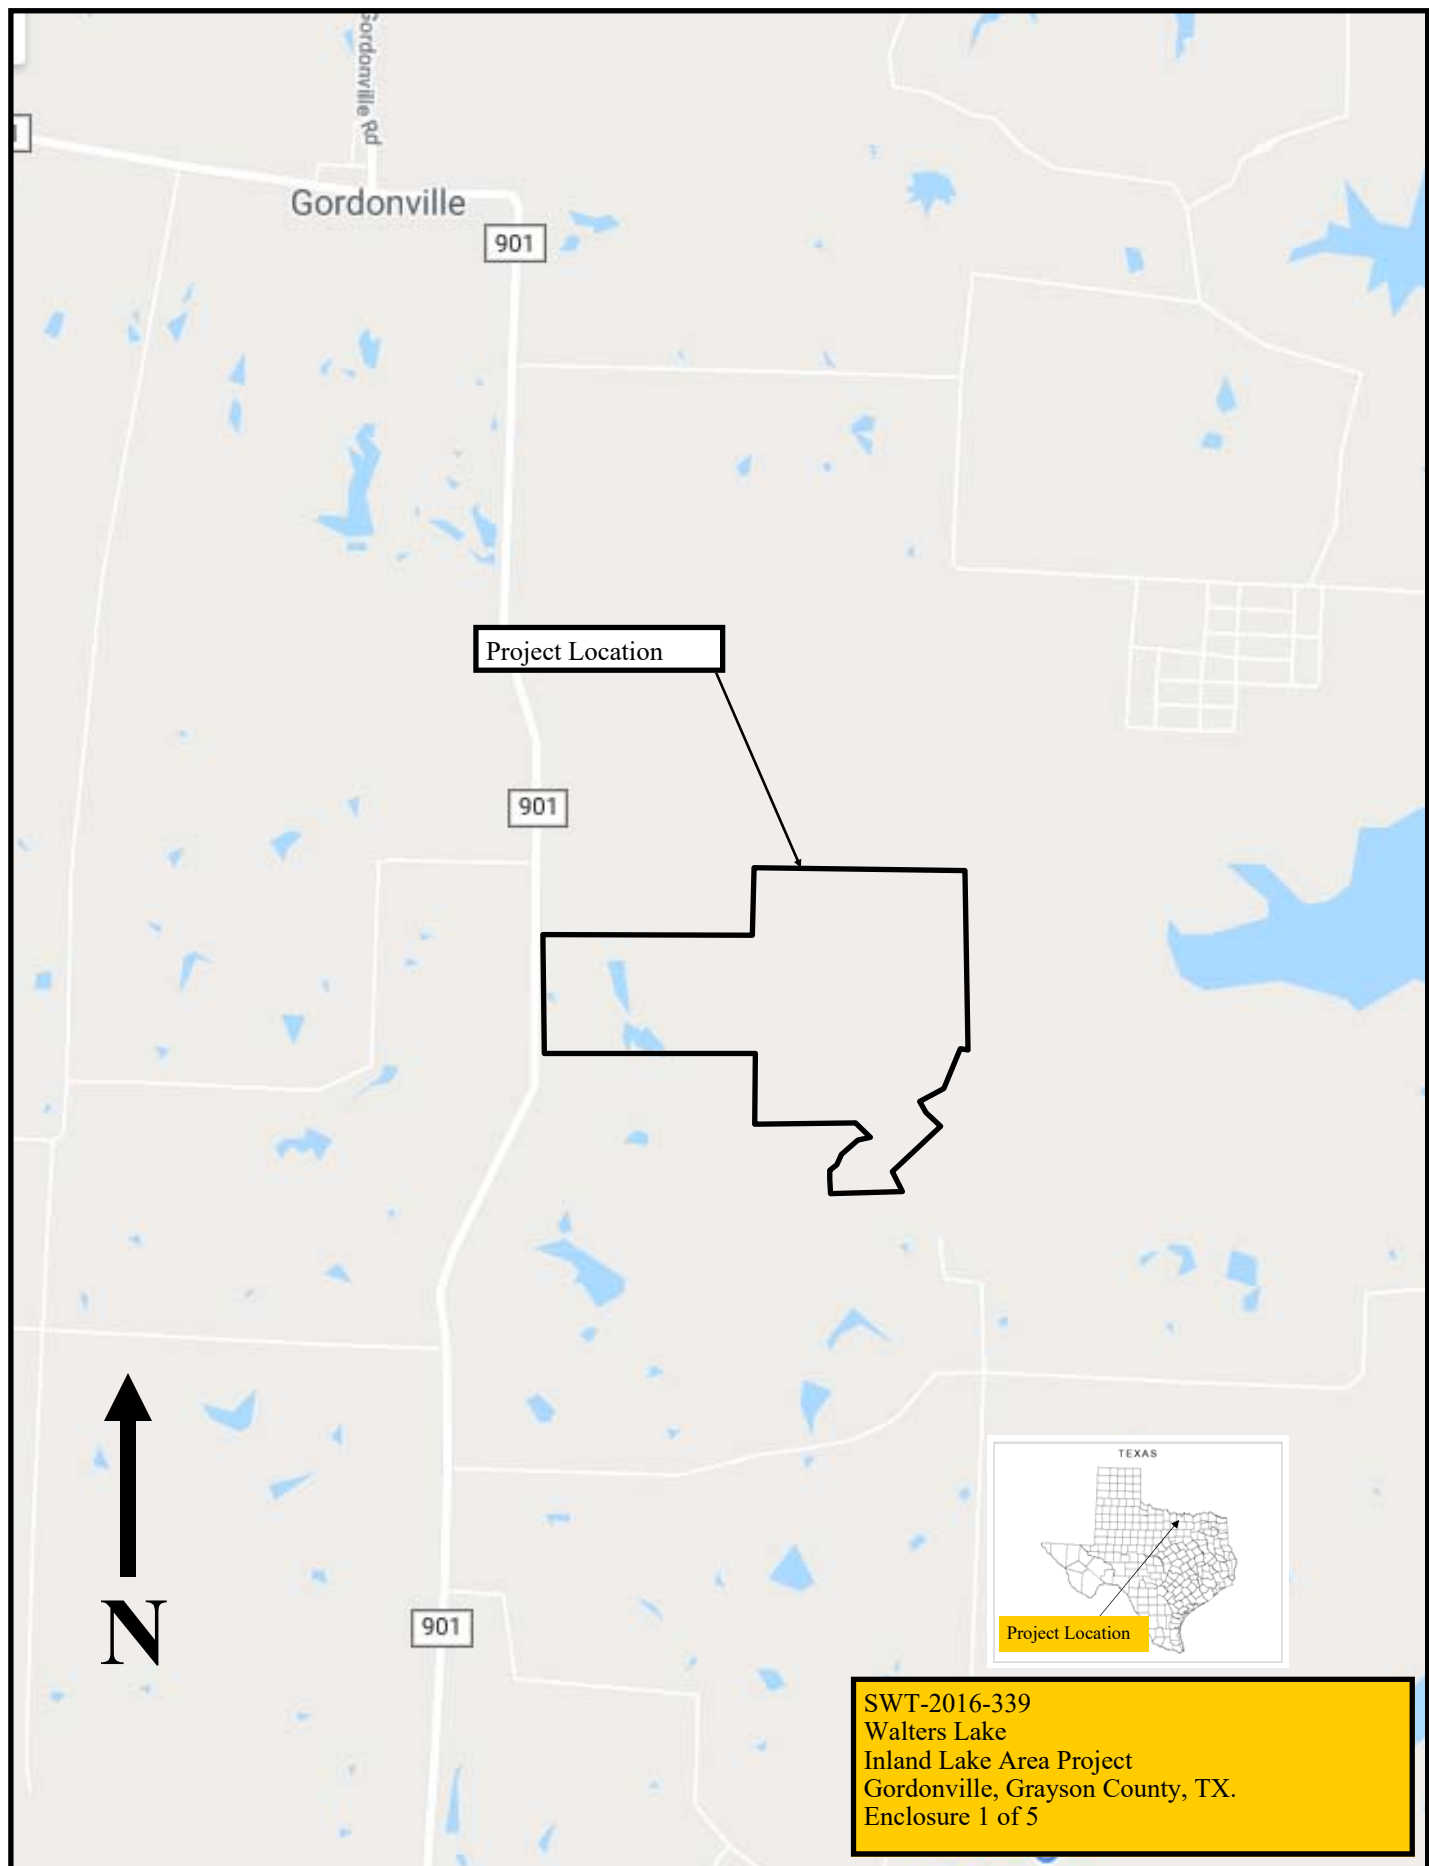 Gordonville Rd
Gordonville
901
Project Location
901
TEXAS
Project Location
901
N
SWT-2016-339
Walters Lake
Inland Lake Area Project
Gordonville, Grayson County, TX.
Enclosure 1 of 5